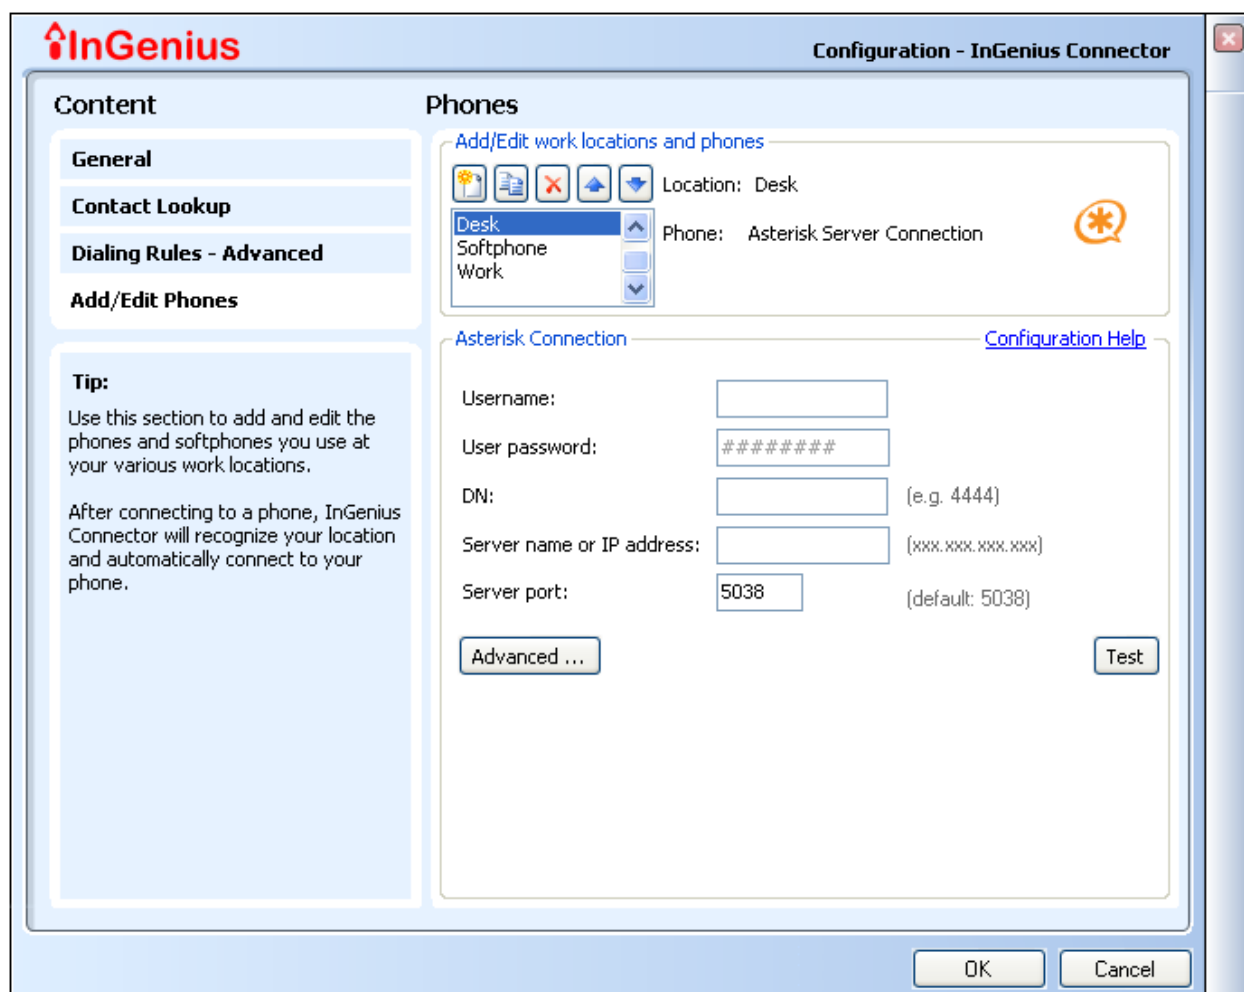 InGenius
Configuration - InGenius Connector
Content
General
Contact Lookup
Dialing Rules - Advanced
Add/Edit Phones
Tip:
Use this section to add and edit the
phones and softphones you use at
your various work locations.
After connecting to a phone, InGenius
Connector will recognize your location
and automatically connect to your
phone.
Phones
Add/Edit work locations and phones
Location: Desk
Desk
Softphone
Work
Phone: Asterisk Server Connection
Asterisk Connection
Configuration Help
Username:
User password: ########
DN: (e.g. 4444)
Server name or IP address: (xxx.xxx.xxx.xxx)
Server port: 5038 (default: 5038)
Advanced ...
Test
OK
Cancel